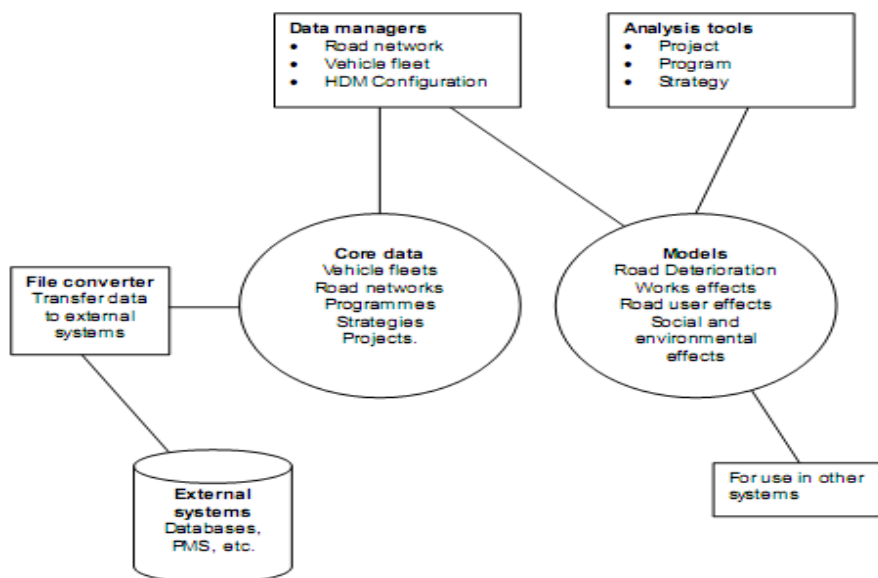 Data managers
• Road network
• Vehicle fleet
• HDM Configuration
Analysis tools
• Project
• Program
• Strategy
Core data
Vehicle fleets
Road networks
Programmes
Strategies
Projects.
Models
Road Deterioration
Works effects
Road user effects
Social and
environmental
effects
File converter
Transfer data
to external
systems
External
systems
Databases,
PMS, etc.
For use in other
systems